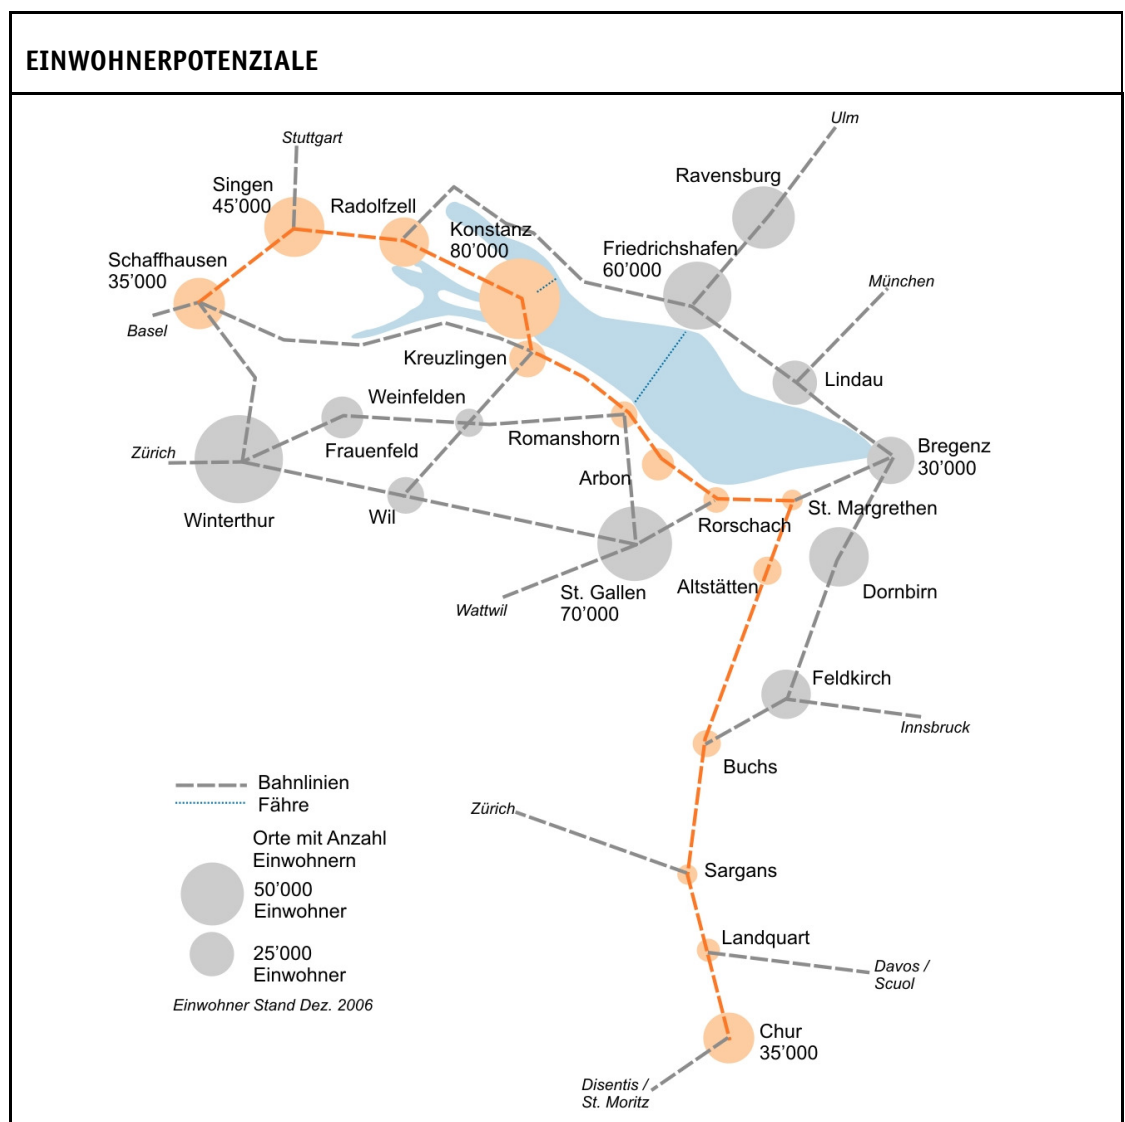 EINWOHNERPOTENZIALE
Ulm
Stuttgart
Ravensburg
Singen
45’000
Radolfzell
Konstanz
80’000
Friedrichshafen
60’000
Schaffhausen
35’000
München
Basel
Kreuzlingen
Lindau
Weinfelden
Romanshorn
Bregenz
30’000
Zürich
Frauenfeld
Arbon
Winterthur
Wil
Rorschach
St. Margrethen
Altstätten
St. Gallen
70’000
Dornbirn
Wattwil
Feldkirch
Innsbruck
Buchs
Bahnlinien
Fähre
Zürich
Orte mit Anzahl
Einwohnern
50’000
Einwohner
25’000
Einwohner
Einwohner Stand Dez. 2006
Sargans
Landquart
Davos /
Scuol
Chur
35’000
Disentis /
St. Moritz